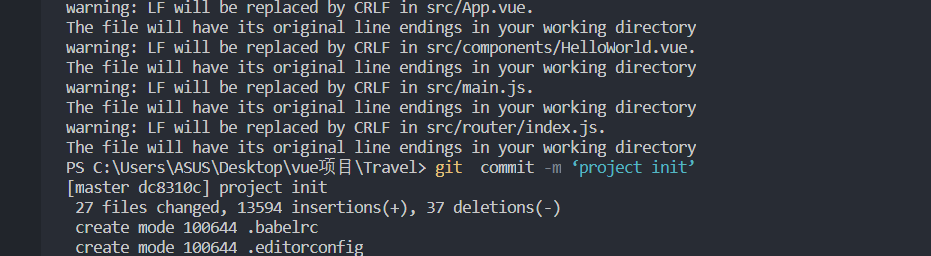 warning: LF will be replaced by CRLF in src/App.vue.
The file will have its original line endings in your working directory
warning: LF will be replaced by CRLF in src/components/HelloWorld.vue.
The file will have its original line endings in your working directory
warning: LF will be replaced by CRLF in src/main.js.
The file will have its original line endings in your working directory
warning: LF will be replaced by CRLF in src/router/index.js.
The file will have its original line endings in your working directory
PS C:\Users\ASUS\Desktop\vue项目\Travel> git  commit -m ‘project init’
[master dc8310c] project init
 27 files changed, 13594 insertions(+), 37 deletions(-)
 create mode 100644 .babelrc
 create mode 100644 .editorconfig